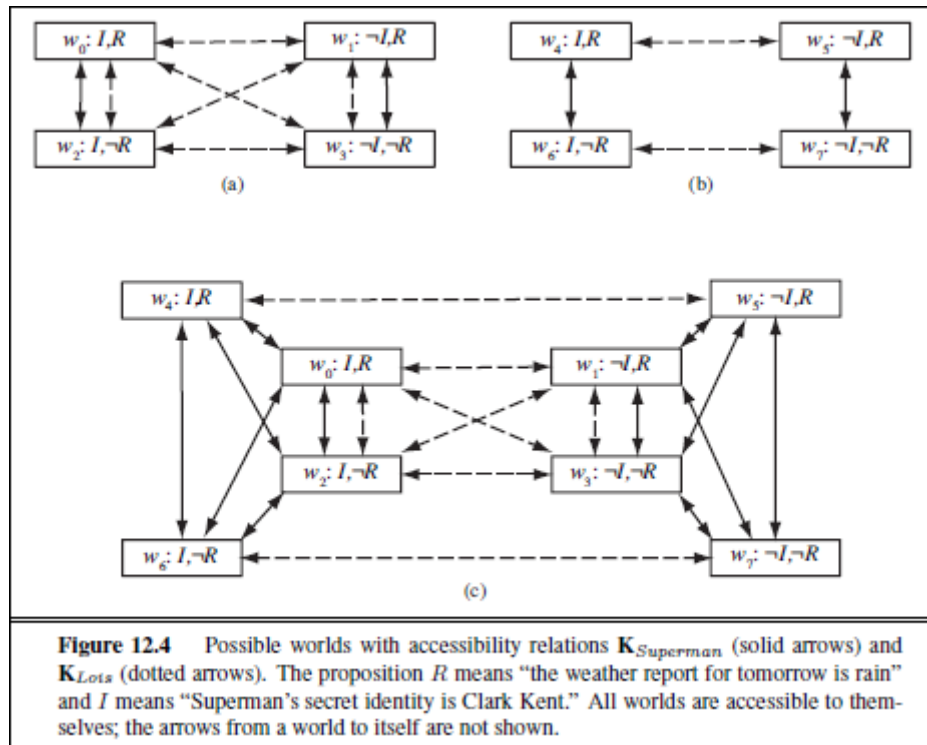 w₀: I,R w₁: ¬I,R w₄: I,R w₅: ¬I,R
w₂: I,¬R w₃: ¬I,¬R w₆: I,¬R w₇: ¬I,¬R
(a) (b)
w₄: I,R w₅: ¬I,R
w₀: I,R w₁: ¬I,R
w₂: I,¬R w₃: ¬I,¬R
w₆: I,¬R w₇: ¬I,¬R
(c)
Figure 12.4 Possible worlds with accessibility relations K_Superman (solid arrows) and
K_Lois (dotted arrows). The proposition R means “the weather report for tomorrow is rain”
and I means “Superman’s secret identity is Clark Kent.” All worlds are accessible to them-
selves; the arrows from a world to itself are not shown.